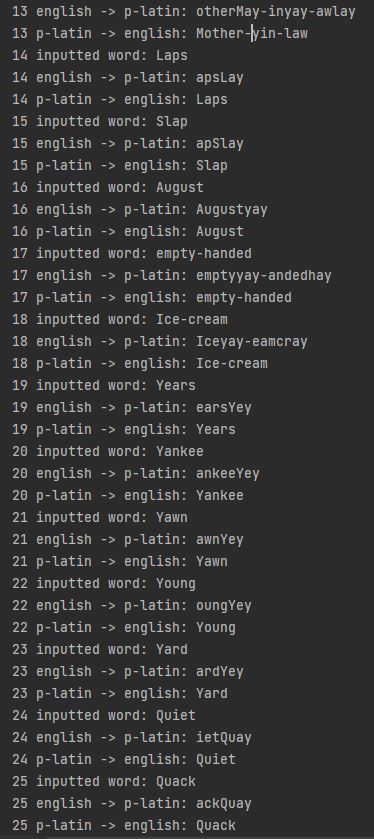 13 english -> p-latin: otherMay-inyay-awlay
13 p-latin -> english: Mother-yin-law
14 inputted word: Laps
14 english -> p-latin: apsLay
14 p-latin -> english: Laps
15 inputted word: Slap
15 english -> p-latin: apSlay
15 p-latin -> english: Slap
16 inputted word: August
16 english -> p-latin: Augustyay
16 p-latin -> english: August
17 inputted word: empty-handed
17 english -> p-latin: emptyyay-andedhay
17 p-latin -> english: empty-handed
18 inputted word: Ice-cream
18 english -> p-latin: Iceyay-eamcray
18 p-latin -> english: Ice-cream
19 inputted word: Years
19 english -> p-latin: earsYey
19 p-latin -> english: Years
20 inputted word: Yankee
20 english -> p-latin: ankeeYey
20 p-latin -> english: Yankee
21 inputted word: Yawn
21 english -> p-latin: awnYey
21 p-latin -> english: Yawn
22 inputted word: Young
22 english -> p-latin: oungYey
22 p-latin -> english: Young
23 inputted word: Yard
23 english -> p-latin: ardYey
23 p-latin -> english: Yard
24 inputted word: Quiet
24 english -> p-latin: ietQuay
24 p-latin -> english: Quiet
25 inputted word: Quack
25 english -> p-latin: ackQuay
25 p-latin -> english: Quack